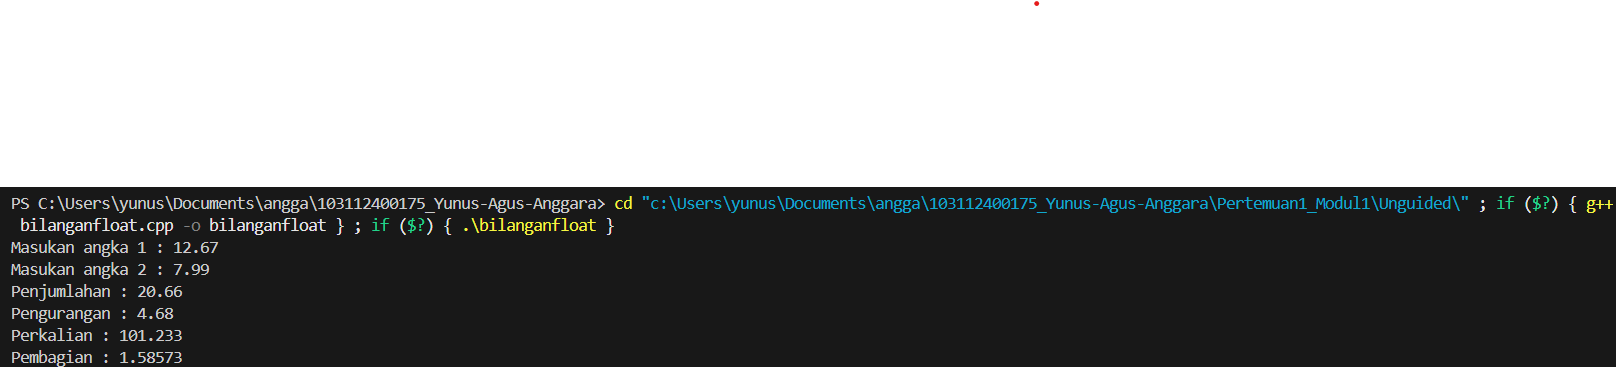 PS C:\Users\yunus\Documents\angga\103112400175_Yunus-Agus-Anggara> cd "c:\Users\yunus\Documents\angga\103112400175_Yunus-Agus-Anggara\Pertemuan1_Modul1\Unguided\" ; if ($?) { g++
bilanganfloat.cpp -o bilanganfloat } ; if ($?) { .\bilanganfloat }
Masukan angka 1 : 12.67
Masukan angka 2 : 7.99
Penjumlahan : 20.66
Pengurangan : 4.68
Perkalian : 101.233
Pembagian : 1.58573